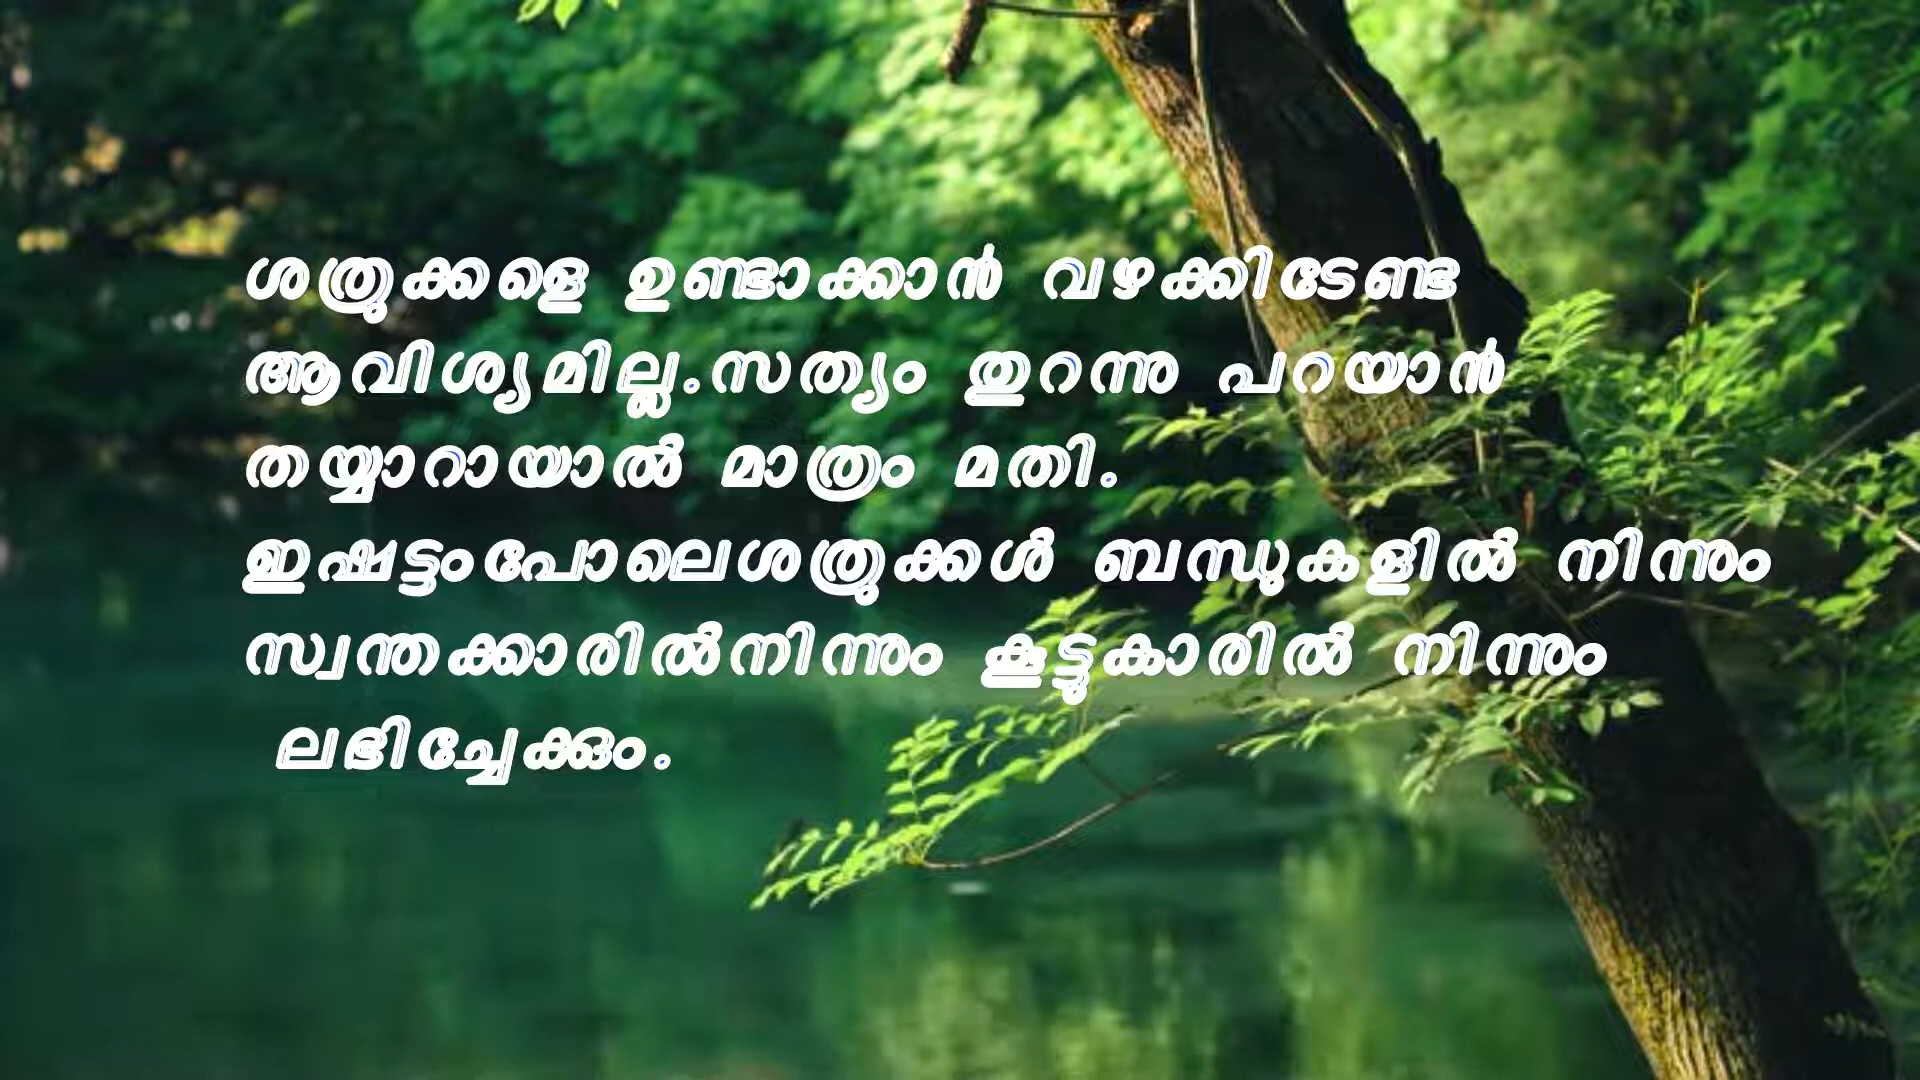 ശത്രുക്കളെ ഉണ്ടാക്കാൻ വഴക്കിടേണ്ട
ആവിശ്യമില്ല.സത്യം തുറന്നു പറയാൻ
തയ്യാറായാൽ മാത്രം മതി.
ഇഷ്ടംപോലെശത്രുക്കൾ ബന്ധുകളിൽ നിന്നും
സ്വന്തക്കാരിൽനിന്നും കൂട്ടുകാരിൽ നിന്നും
ലഭിച്ചേക്കും.